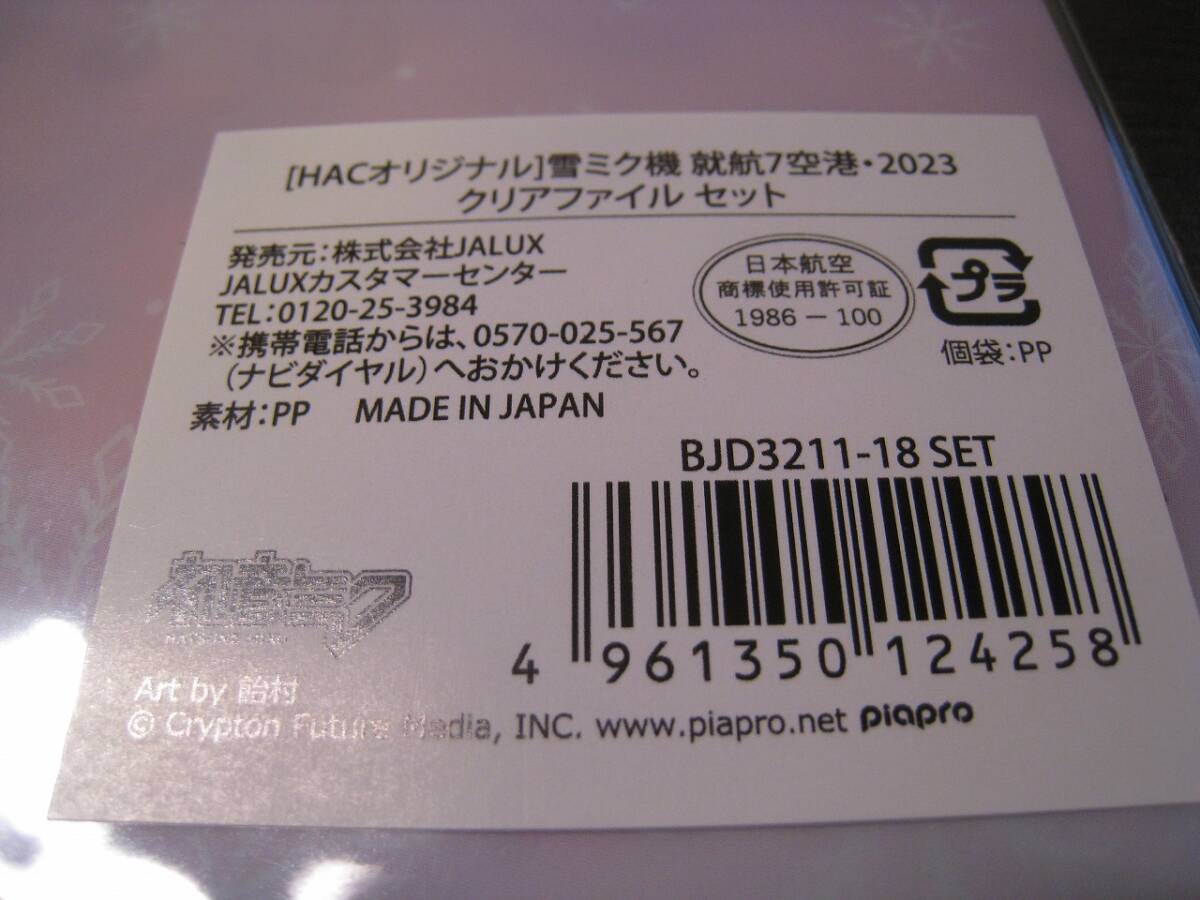 [HACオリジナル]雪ミク機 就航7空港・2023
クリアファイル セット
発売元：株式会社JALUX
JALUXカスタマーセンター
TEL：0120-25-3984
※携帯電話からは、0570-025-567
（ナビダイヤル）へおかけください。
素材：PP MADE IN JAPAN
日本航空
商標使用許可証
1986－100
プラ
個袋：PP
BJD3211-18 SET
4 961350 124258
初音ミク
HATSUNE MIKU
Art by 飴村
© Crypton Future Media, INC. www.piapro.net piapro